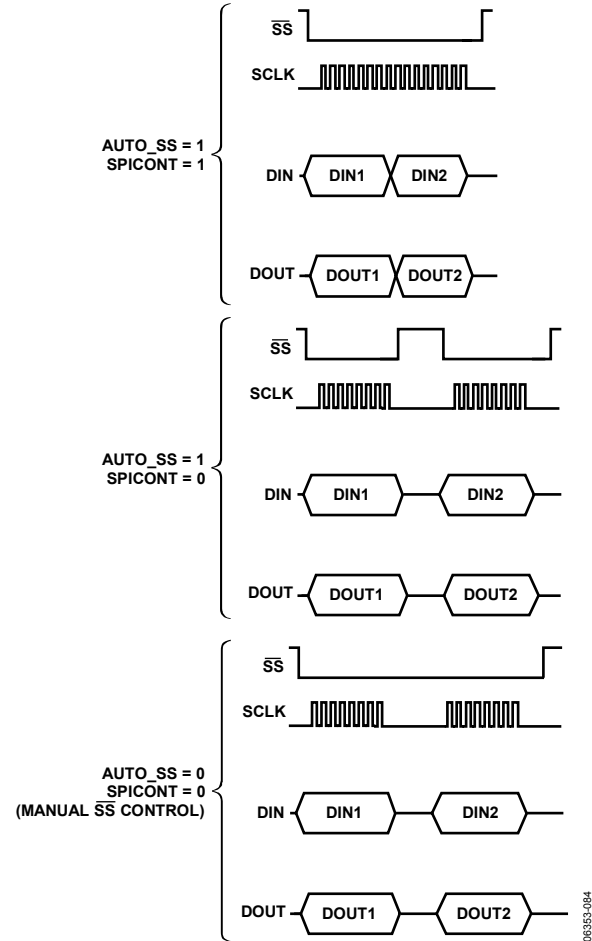 SS
SCLK
AUTO_SS = 1
SPICONT = 1
DIN
DIN1
DIN2
DOUT
DOUT1
DOUT2
SS
SCLK
AUTO_SS = 1
SPICONT = 0
DIN
DIN1
DIN2
DOUT
DOUT1
DOUT2
SS
SCLK
AUTO_SS = 0
SPICONT = 0
(MANUAL SS CONTROL)
DIN
DIN1
DIN2
DOUT
DOUT1
DOUT2
06353-084